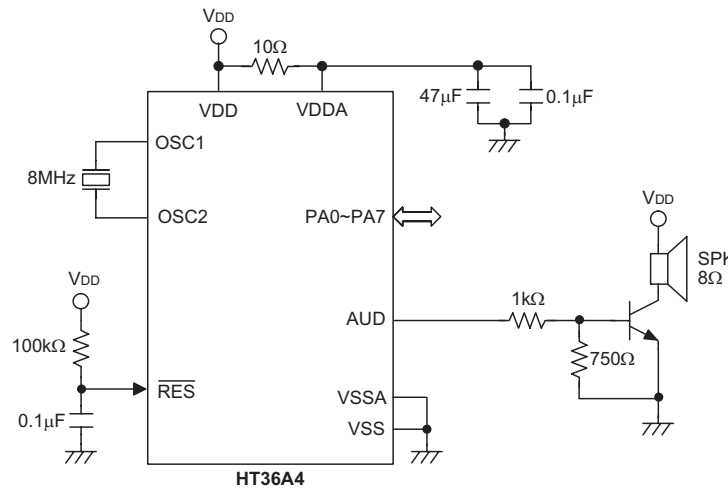 VDD
10Ω
VDD
VDDA
47μF
0.1μF
OSC1
8MHz
OSC2
PA0~PA7
VDD
SPK
8Ω
VDD
1kΩ
AUD
100kΩ
750Ω
RES
VSSA
0.1μF
VSS
HT36A4